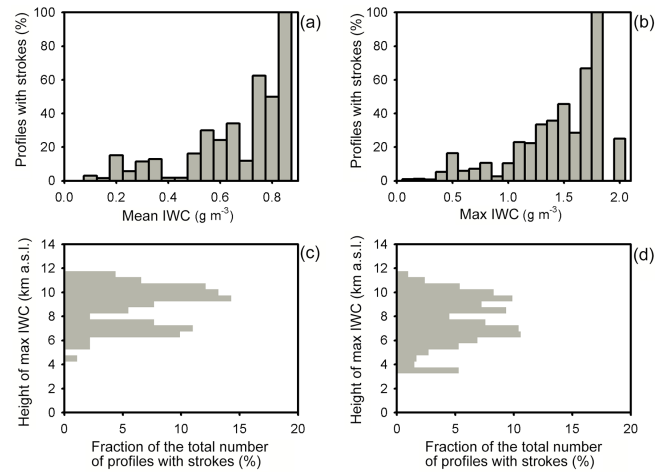 (a)
Profiles with strokes (%)
100
80
60
40
20
0
0.0 0.2 0.4 0.6 0.8
Mean IWC (g m-3)
(b)
Profiles with strokes (%)
100
80
60
40
20
0
0.0 0.5 1.0 1.5 2.0
Max IWC (g m-3)
(c)
Height of max IWC (km a.s.l.)
14
12
10
8
6
4
2
0
0 5 10 15 20
Fraction of the total number
of profiles with strokes (%)
(d)
Height of max IWC (km a.s.l.)
14
12
10
8
6
4
2
0
0 5 10 15 20
Fraction of the total number
of profiles with strokes (%)